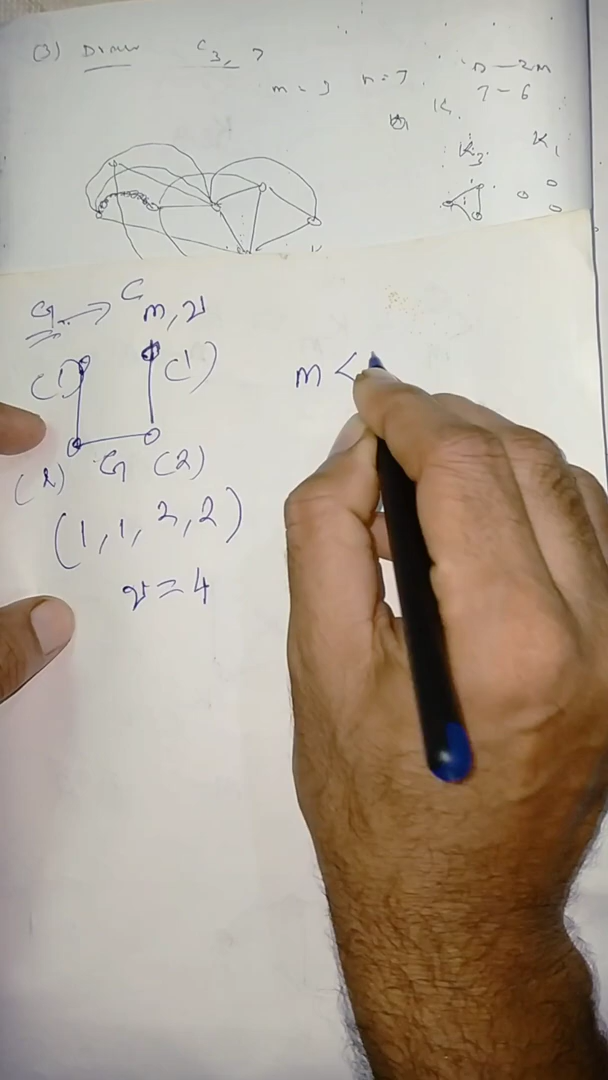 (3) Draw C3,7
m = 3 n = 7 n - 2m
7 - 6
K3 K1
G → C m,ν
(1) (1)
(2) G (2)
(1, 1, 2, 2)
ν = 4
m <